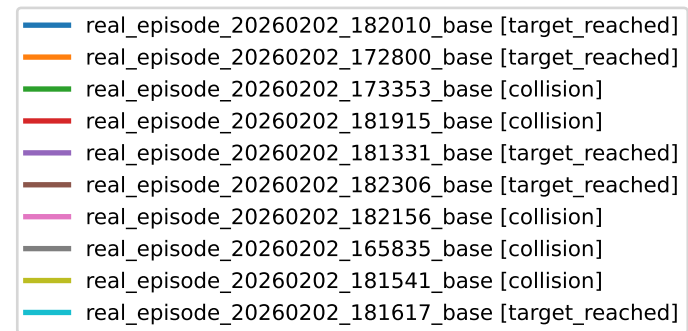 real_episode_20260202_182010_base [target_reached]
real_episode_20260202_172800_base [target_reached]
real_episode_20260202_173353_base [collision]
real_episode_20260202_181915_base [collision]
real_episode_20260202_181331_base [target_reached]
real_episode_20260202_182306_base [target_reached]
real_episode_20260202_182156_base [collision]
real_episode_20260202_165835_base [collision]
real_episode_20260202_181541_base [collision]
real_episode_20260202_181617_base [target_reached]